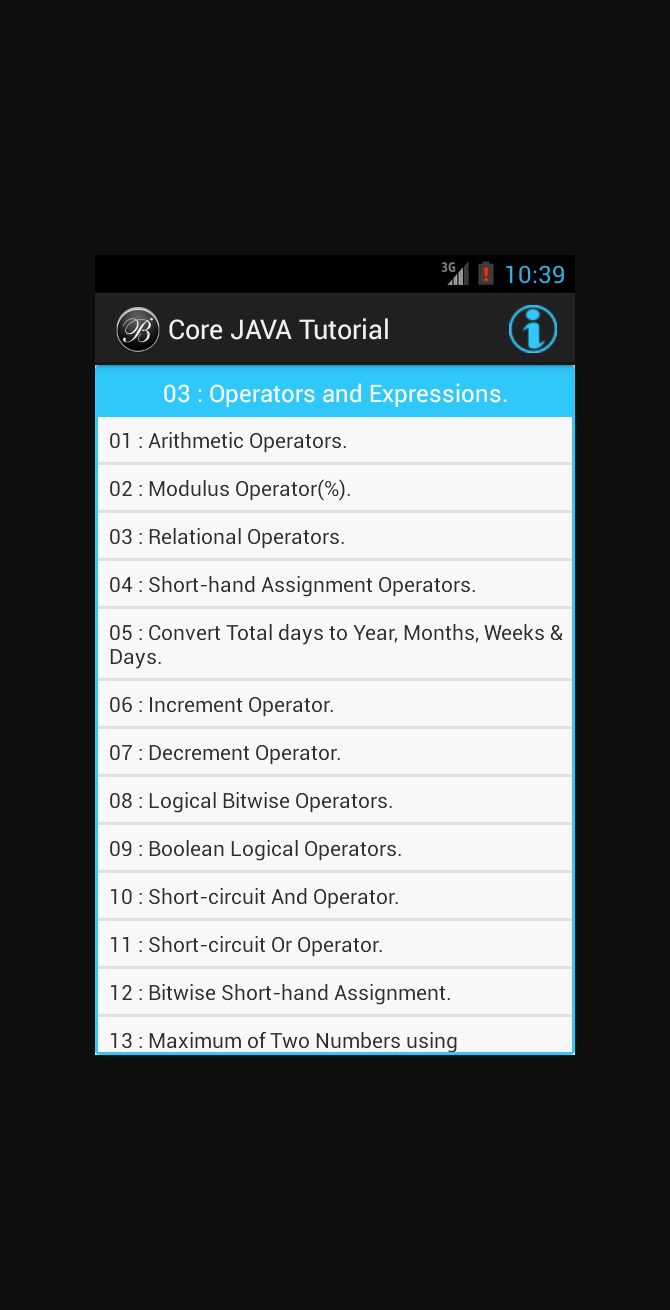 3G
10:39
B Core JAVA Tutorial
03 : Operators and Expressions.
01 : Arithmetic Operators.
02 : Modulus Operator(%).
03 : Relational Operators.
04 : Short-hand Assignment Operators.
05 : Convert Total days to Year, Months, Weeks &
Days.
06 : Increment Operator.
07 : Decrement Operator.
08 : Logical Bitwise Operators.
09 : Boolean Logical Operators.
10 : Short-circuit And Operator.
11 : Short-circuit Or Operator.
12 : Bitwise Short-hand Assignment.
13 : Maximum of Two Numbers using